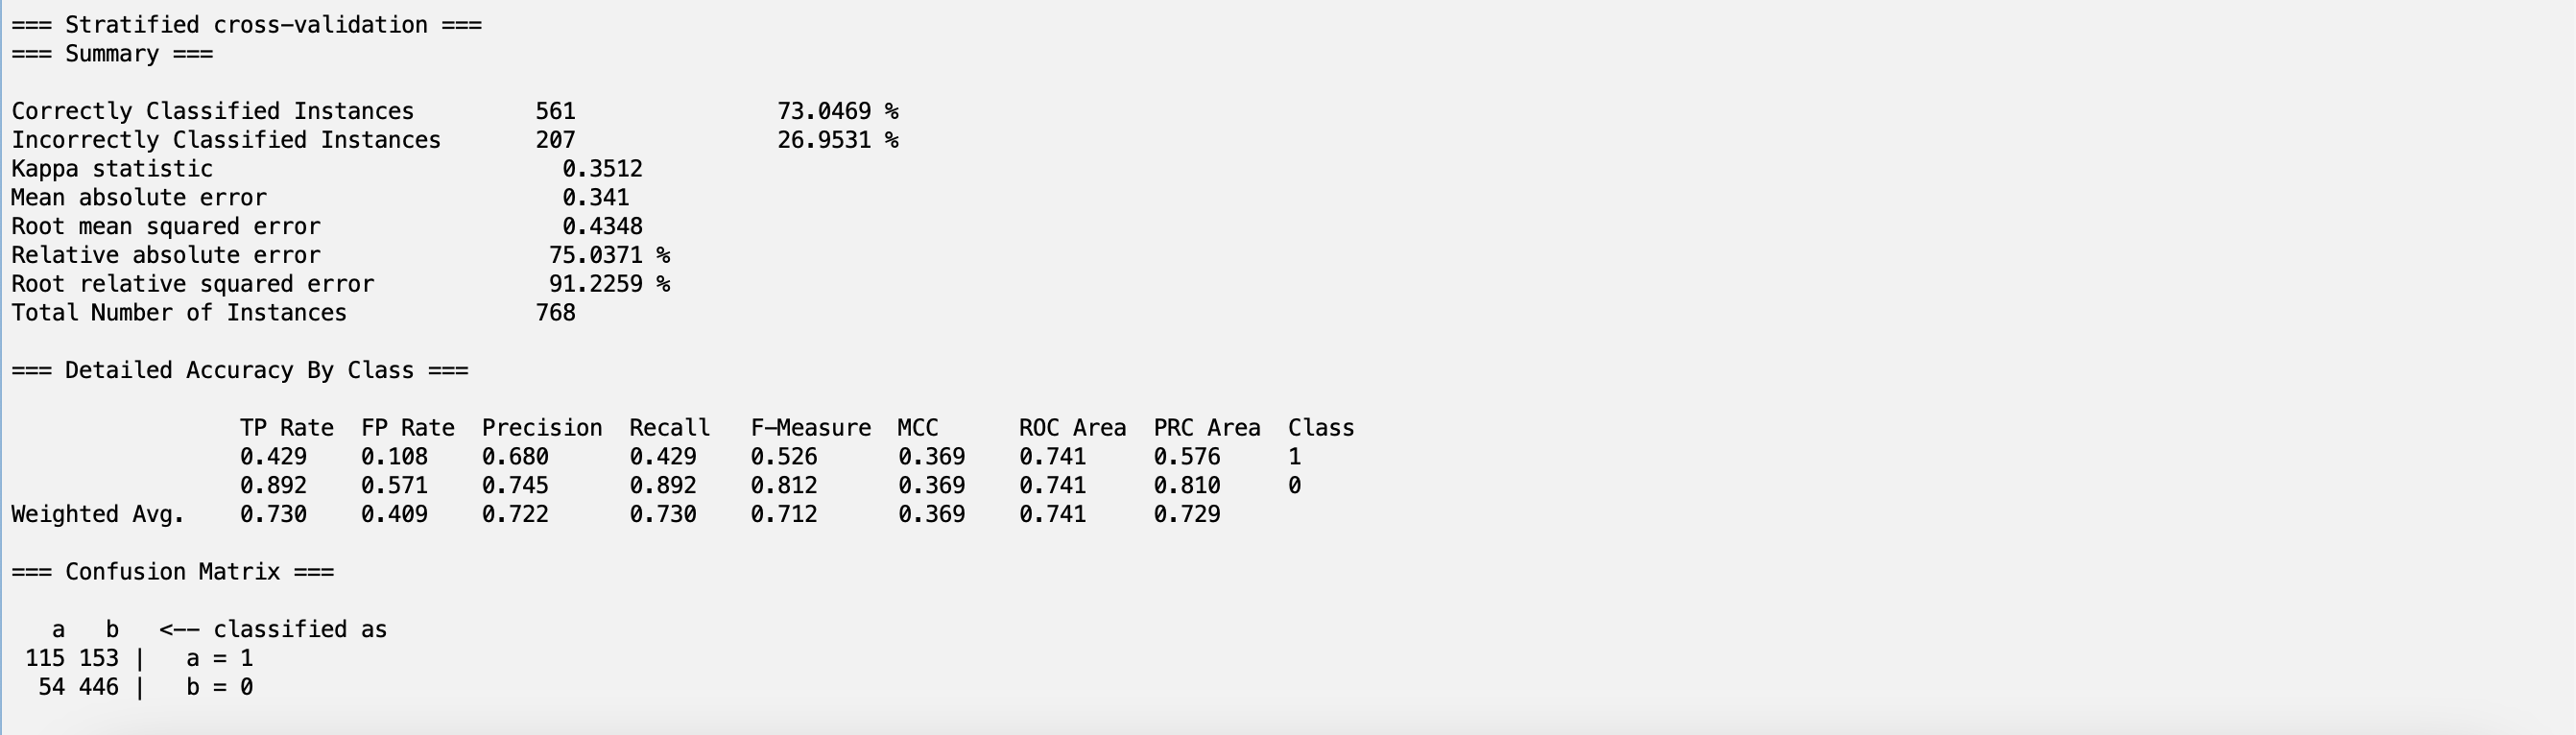 === Stratified cross-validation ===
=== Summary ===
Correctly Classified Instances 561 73.0469 %
Incorrectly Classified Instances 207 26.9531 %
Kappa statistic 0.3512
Mean absolute error 0.341
Root mean squared error 0.4348
Relative absolute error 75.0371 %
Root relative squared error 91.2259 %
Total Number of Instances 768
=== Detailed Accuracy By Class ===
TP Rate FP Rate Precision Recall F-Measure MCC ROC Area PRC Area Class
0.429 0.108 0.680 0.429 0.526 0.369 0.741 0.576 1
0.892 0.571 0.745 0.892 0.812 0.369 0.741 0.810 0
Weighted Avg. 0.730 0.409 0.722 0.730 0.712 0.369 0.741 0.729
=== Confusion Matrix ===
a b <-- classified as
115 153 | a = 1
54 446 | b = 0